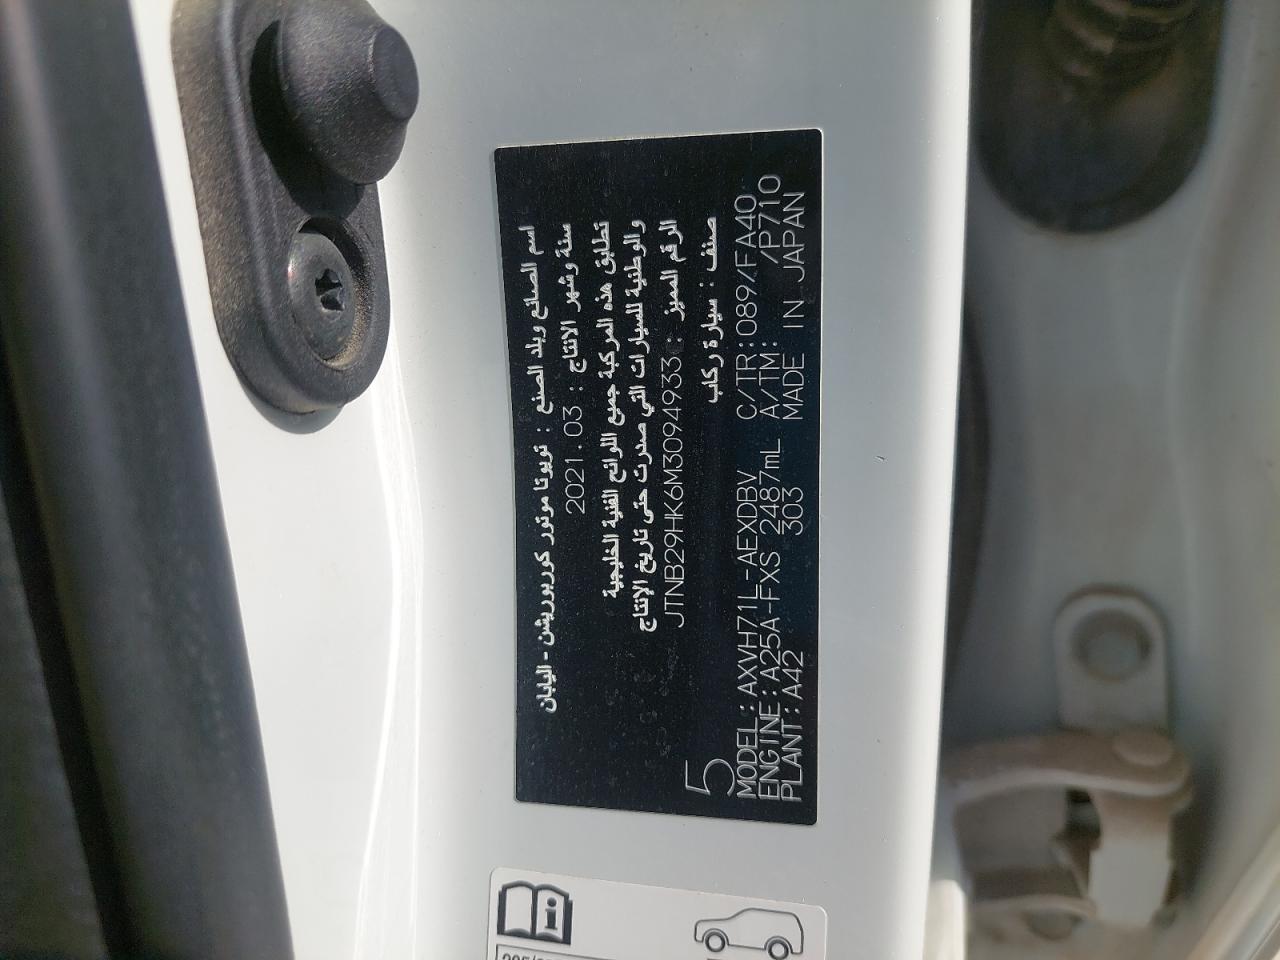 اسم الصانع وبلد الصنع : تويوتا موتور كوربوريشن - اليابان
سنة وشهر الانتاج : 2021.03
تطابق هذه المركبة جميع اللوائح الفنية الخليجية
والوطنية للسيارات التي صدرت حتى تاريخ الإنتاج
الرقم المميز : JTNB29HK6M3094933
صنف : سيارة ركاب
5
MODEL:AXVH71L-AEXDBV C/TR:089/FA40
ENGINE:A25A-FXS 2487mL A/TM: /P710
PLANT:A42 303 MADE IN JAPAN